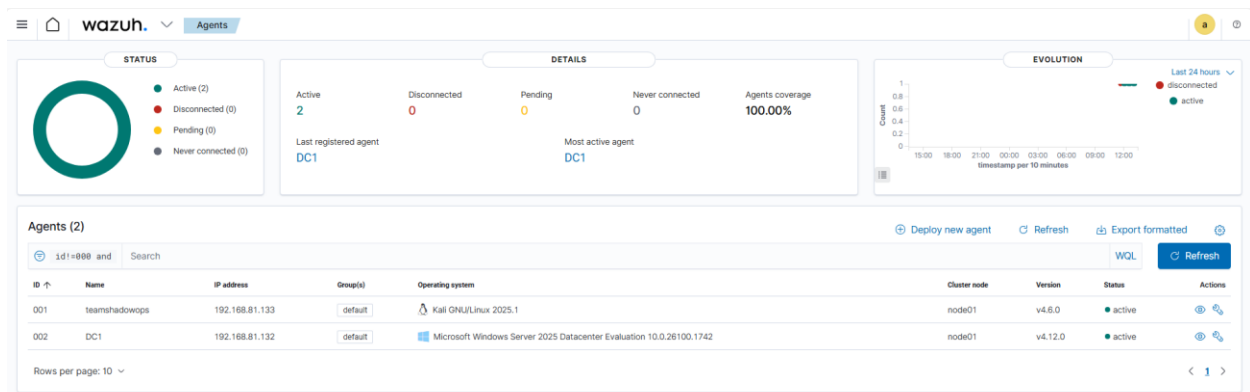 wazuh. Agents a
STATUS
Active (2)
Disconnected (0)
Pending (0)
Never connected (0)
DETAILS
Active Disconnected Pending Never connected Agents coverage
2 0 0 0 100.00%
Last registered agent Most active agent
DC1 DC1
EVOLUTION
Last 24 hours
disconnected
active
Count
1
0.8
0.6
0.4
0.2
0
15:00 18:00 21:00 00:00 03:00 06:00 09:00 12:00
timestamp per 10 minutes
Agents (2) Deploy new agent Refresh Export formatted
id!=000 and Search WQL Refresh
ID Name IP address Group(s) Operating system Cluster node Version Status Actions
001 teamshadowops 192.168.81.133 default Kali GNU/Linux 2025.1 node01 v4.6.0 active
002 DC1 192.168.81.132 default Microsoft Windows Server 2025 Datacenter Evaluation 10.0.26100.1742 node01 v4.12.0 active
Rows per page: 10 < 1 >